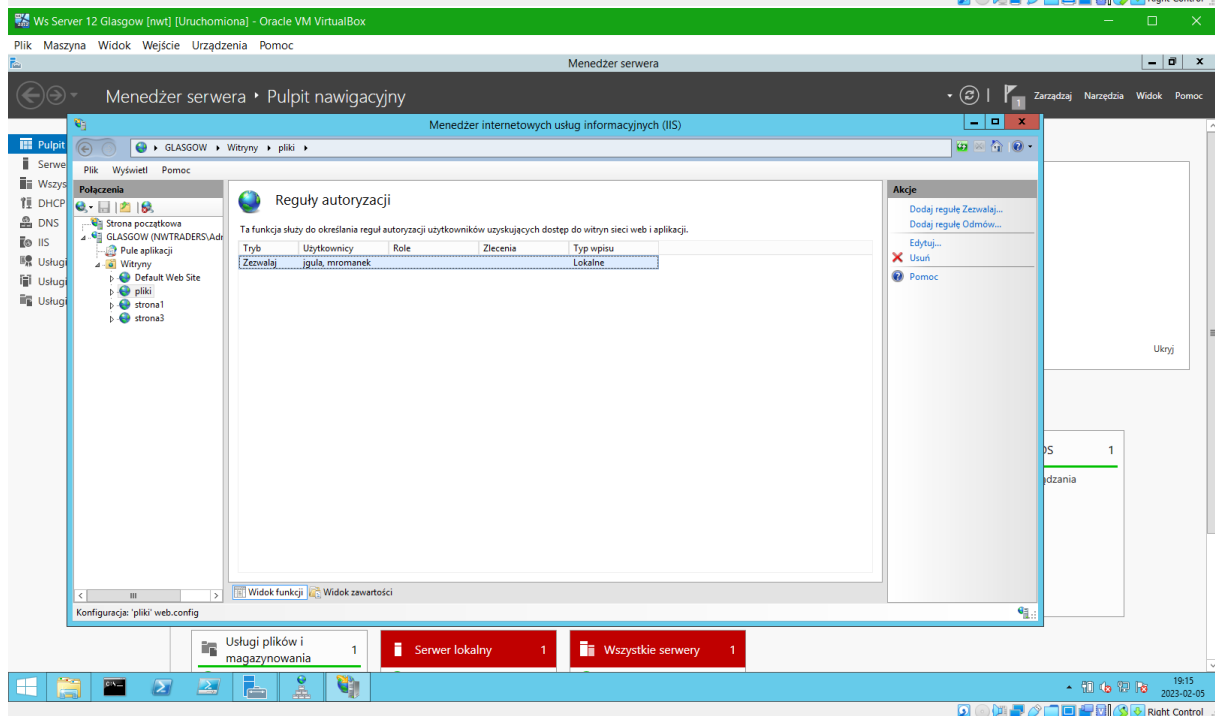 Right Control
Ws Server 12 Glasgow [nwt] [Uruchomiona] - Oracle VM VirtualBox
Plik Maszyna Widok Wejście Urządzenia Pomoc
Menedżer serwera
Menedżer serwera • Pulpit nawigacyjny
1
Zarządzaj Narzędzia Widok Pomoc
Menedżer internetowych usług informacyjnych (IIS)
GLASGOW Witryny pliki
Plik Wyświetl Pomoc
Pulpit
Serwe
Wszys
DHCP
DNS
IIS
Usługi
Usługi
Usługi
Połączenia
Strona początkowa
GLASGOW (NWTRADERS\Adr
Pule aplikacji
Witryny
Default Web Site
pliki
strona1
strona3
Reguły autoryzacji
Ta funkcja służy do określania reguł autoryzacji użytkowników uzyskujących dostęp do witryn sieci web i aplikacji.
Tryb Użytkownicy Role Zlecenia Typ wpisu
Zezwalaj jgula, mromanek Lokalne
Akcje
Dodaj regułę Zezwalaj...
Dodaj regułę Odmów...
Edytuj...
Usuń
Pomoc
Ukryj
OS 1
ądzania
Widok funkcji Widok zawartości
Konfiguracja: 'pliki' web.config
Usługi plików i
magazynowania 1
Serwer lokalny 1
Wszystkie serwery 1
19:15
2023-02-05
Right Control